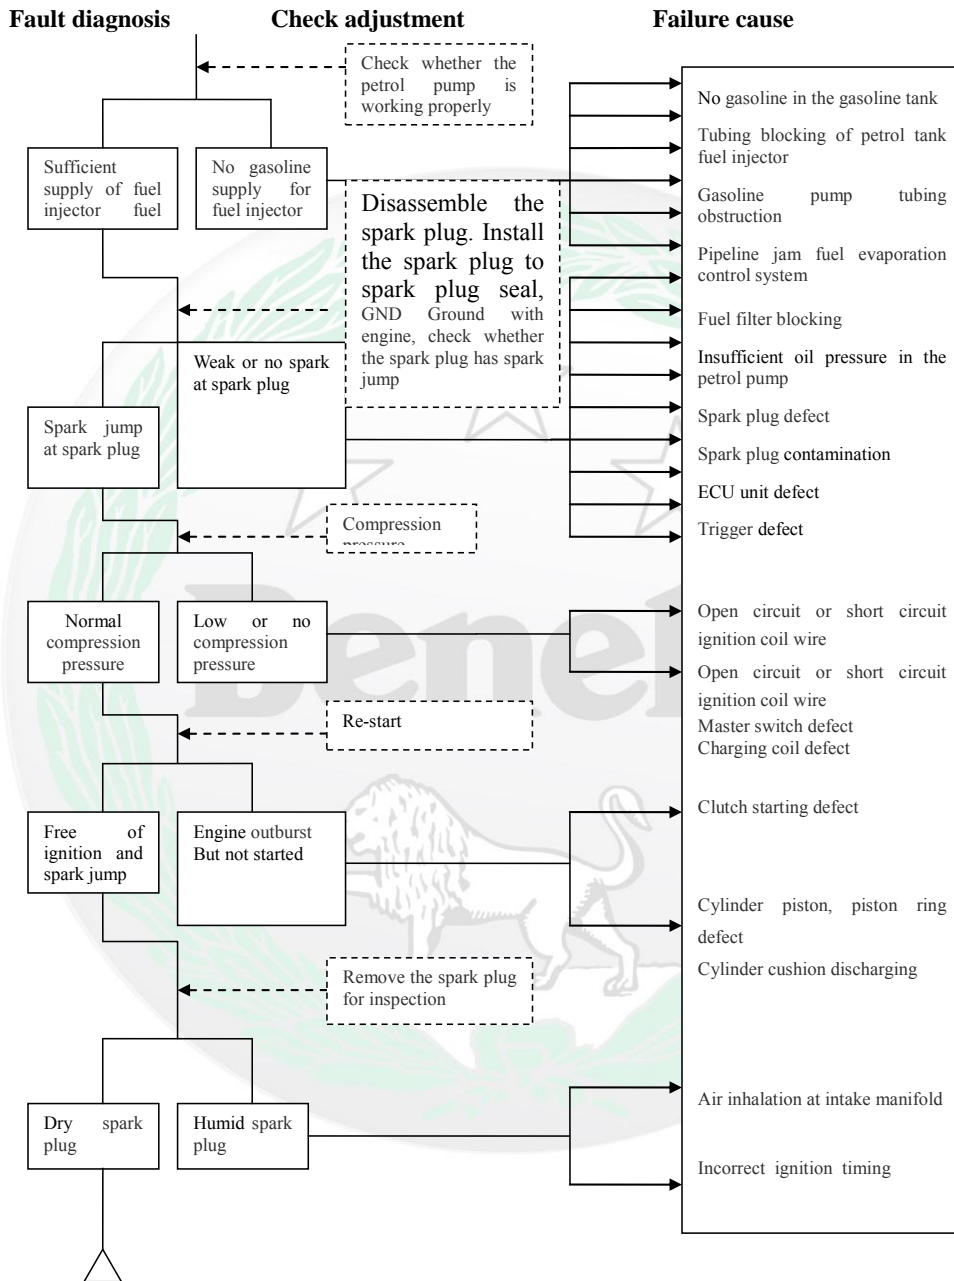 Fault diagnosis
Check adjustment
Failure cause
Check whether the
petrol pump is
working properly
Sufficient
supply of fuel
injector fuel
No gasoline
supply for
fuel injector
Disassemble the
spark plug. Install
the spark plug to
spark plug seal,
GND Ground with
engine, check whether
the spark plug has spark
jump
Weak or no spark
at spark plug
Spark jump
at spark plug
Compression
pressure
Normal
compression
pressure
Low or no
compression
pressure
Re-start
Free of
ignition and
spark jump
Engine outburst
But not started
Remove the spark plug
for inspection
Dry spark
plug
Humid spark
plug
No gasoline in the gasoline tank
Tubing blocking of petrol tank
fuel injector
Gasoline pump tubing
obstruction
Pipeline jam fuel evaporation
control system
Fuel filter blocking
Insufficient oil pressure in the
petrol pump
Spark plug defect
Spark plug contamination
ECU unit defect
Trigger defect
Open circuit or short circuit
ignition coil wire
Open circuit or short circuit
ignition coil wire
Master switch defect
Charging coil defect
Clutch starting defect
Cylinder piston, piston ring
defect
Cylinder cushion discharging
Air inhalation at intake manifold
Incorrect ignition timing
Benel